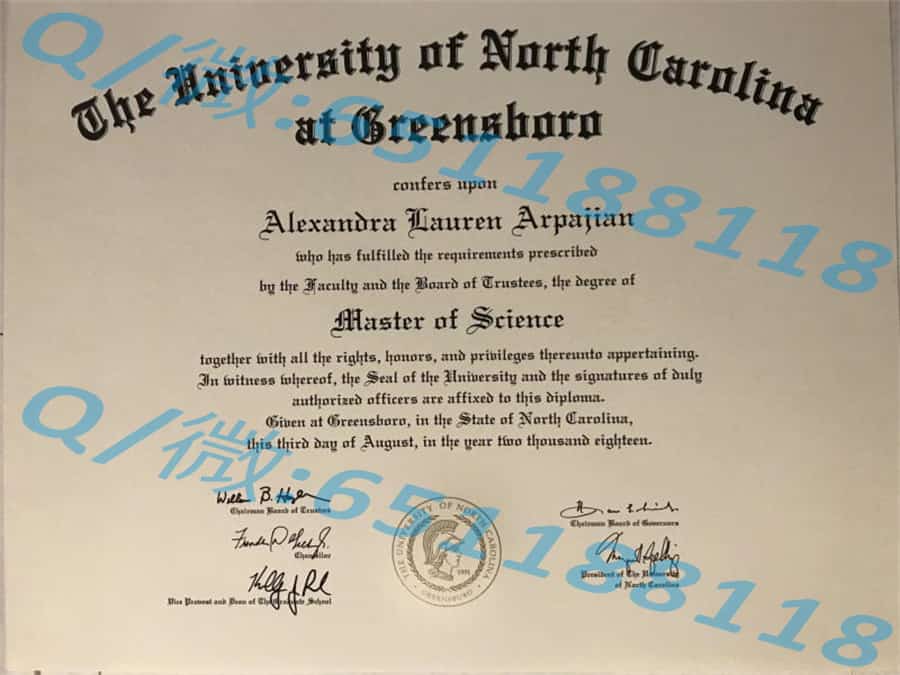 The University of North Carolina
at Greensboro
confers upon
Alexandra Lauren Arpajian
who has fulfilled the requirements prescribed
by the Faculty and the Board of Trustees, the degree of
Master of Science
together with all the rights, honors, and privileges thereunto appertaining.
In witness whereof, the Seal of the University and the signatures of duly
authorized officers are affixed to this diploma.
Given at Greensboro, in the State of North Carolina,
this third day of August, in the year two thousand eighteen.
Chairman Board of Trustees
Chancellor
Vice Provost and Dean of The Graduate School
THE UNIVERSITY OF NORTH CAROLINA
1891
GREENSBORO
Chairman Board of Governors
President of The University
of North Carolina
Q/微:651188118
Q/微:651188118